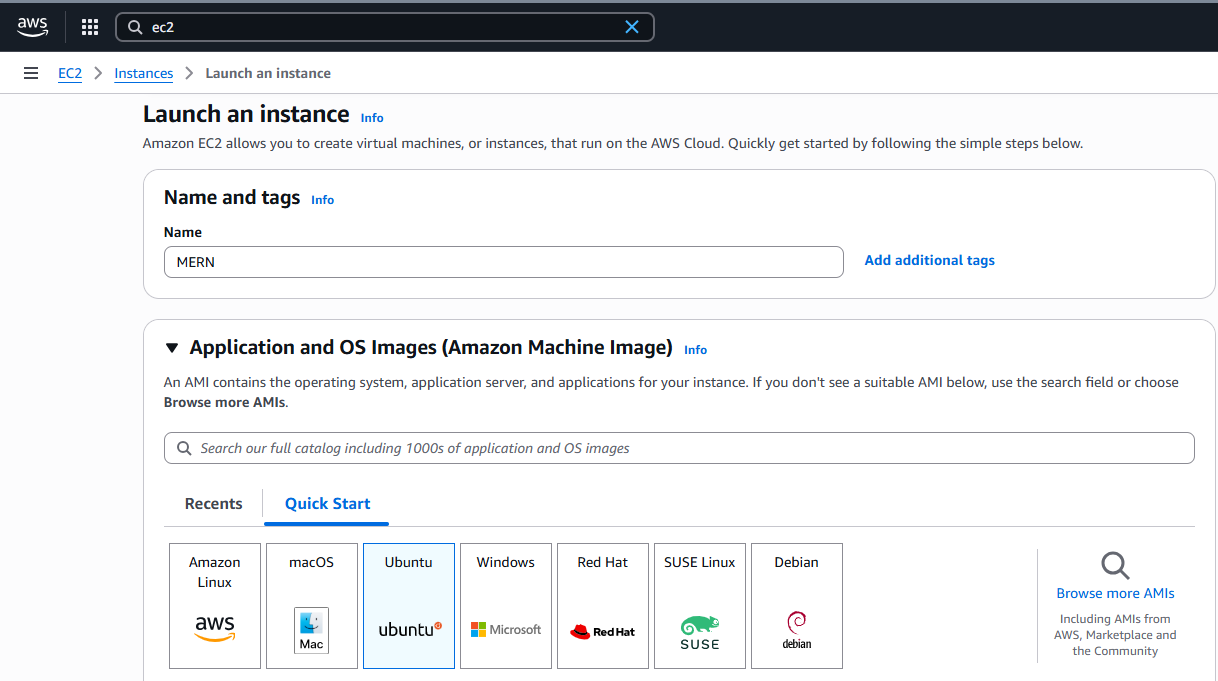 aws
ec2
EC2 Instances Launch an instance
Launch an instance Info
Amazon EC2 allows you to create virtual machines, or instances, that run on the AWS Cloud. Quickly get started by following the simple steps below.
Name and tags Info
Name
MERN
Add additional tags
Application and OS Images (Amazon Machine Image) Info
An AMI contains the operating system, application server, and applications for your instance. If you don't see a suitable AMI below, use the search field or choose
Browse more AMIs.
Search our full catalog including 1000s of application and OS images
Recents
Quick Start
Amazon
Linux
aws
macOS
Mac
Ubuntu
ubuntu
Windows
Microsoft
Red Hat
Red Hat
SUSE Linux
SUSE
Debian
debian
Browse more AMIs
Including AMIs from
AWS, Marketplace and
the Community